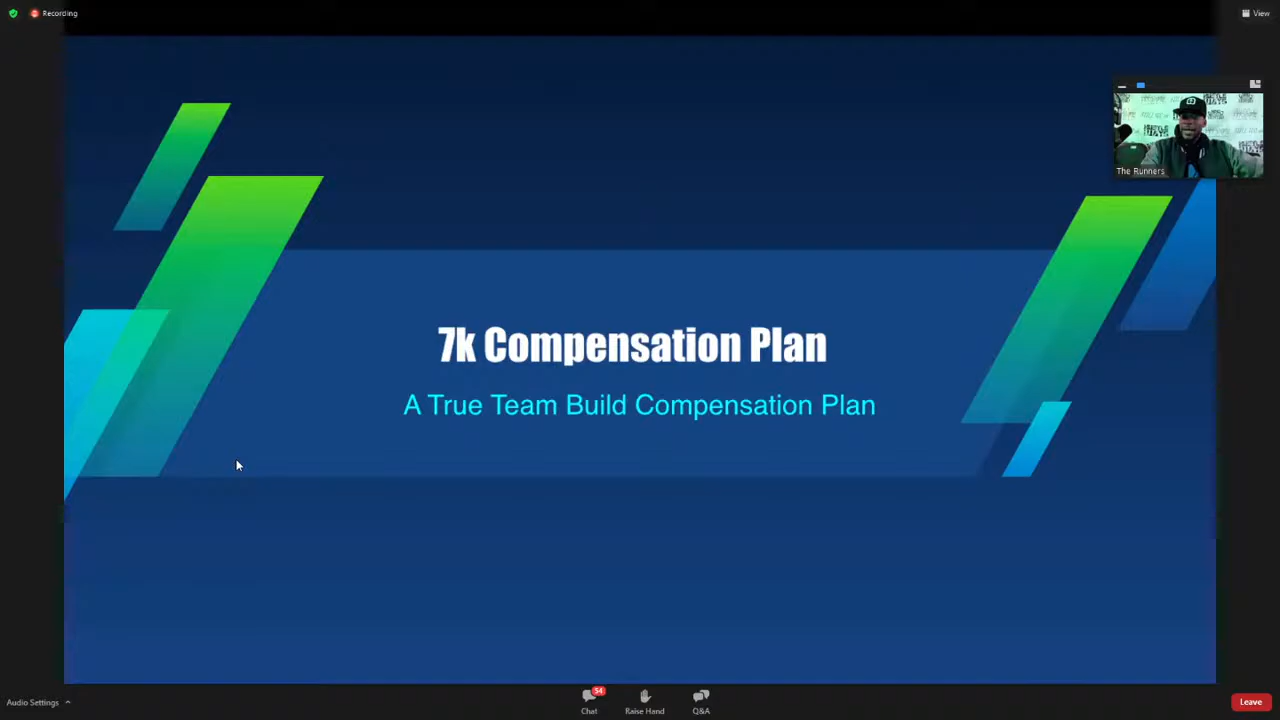 Recording
View
The Runners
7k Compensation Plan
A True Team Build Compensation Plan
Audio Settings
54
Chat
Raise Hand
Q&A
Leave